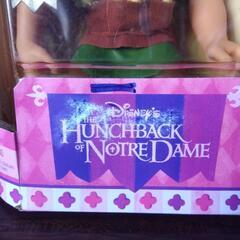 Disney's
THE
HUNCHBACK
OF NOTRE DAME